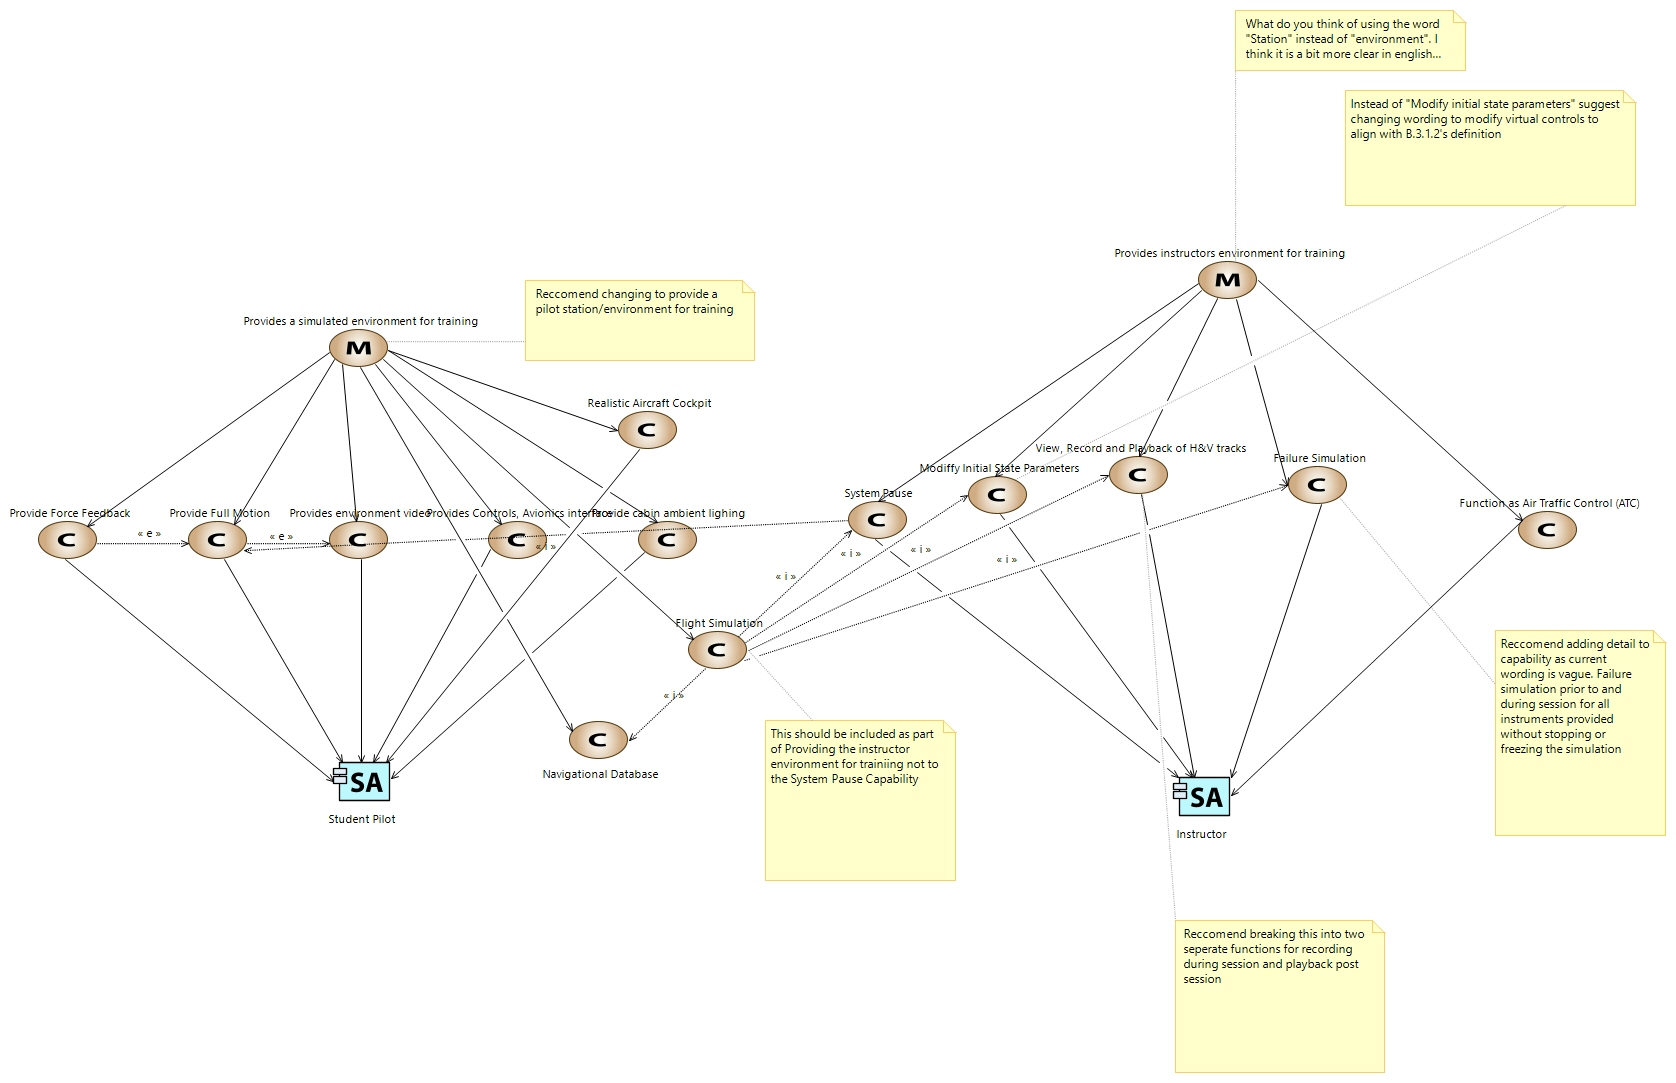 What do you think of using the word
"Station" instead of "environment". I
think it is a bit more clear in english...
Instead of "Modify initial state parameters" suggest
changing wording to modify virtual controls to
align with B.3.1.2's definition
Provides instructors environment for training
M
Reccomend changing to provide a
pilot station/environment for training
Provides a simulated environment for training
M
Realistic Aircraft Cockpit
C
View, Record and Playback of H&V tracks
C
Failure Simulation
C
Modiffy Initial State Parameters
C
System Pause
C
Function as Air Traffic Control (ATC)
C
Provide Force Feedback
C
Provide Full Motion
C
Provides environment video
C
Provides Controls, Avionics interface
C
Provide cabin ambient lighing
C
« e »
« e »
« i »
« i »
« i »
« i »
« i »
Flight Simulation
C
« i »
Navigational Database
C
This should be included as part
of Providing the instructor
environment for trainiing not to
the System Pause Capability
Reccomend adding detail to
capability as current
wording is vague. Failure
simulation prior to and
during session for all
instruments provided
without stopping or
freezing the simulation
SA
Student Pilot
SA
Instructor
Reccomend breaking this into two
seperate functions for recording
during session and playback post
session